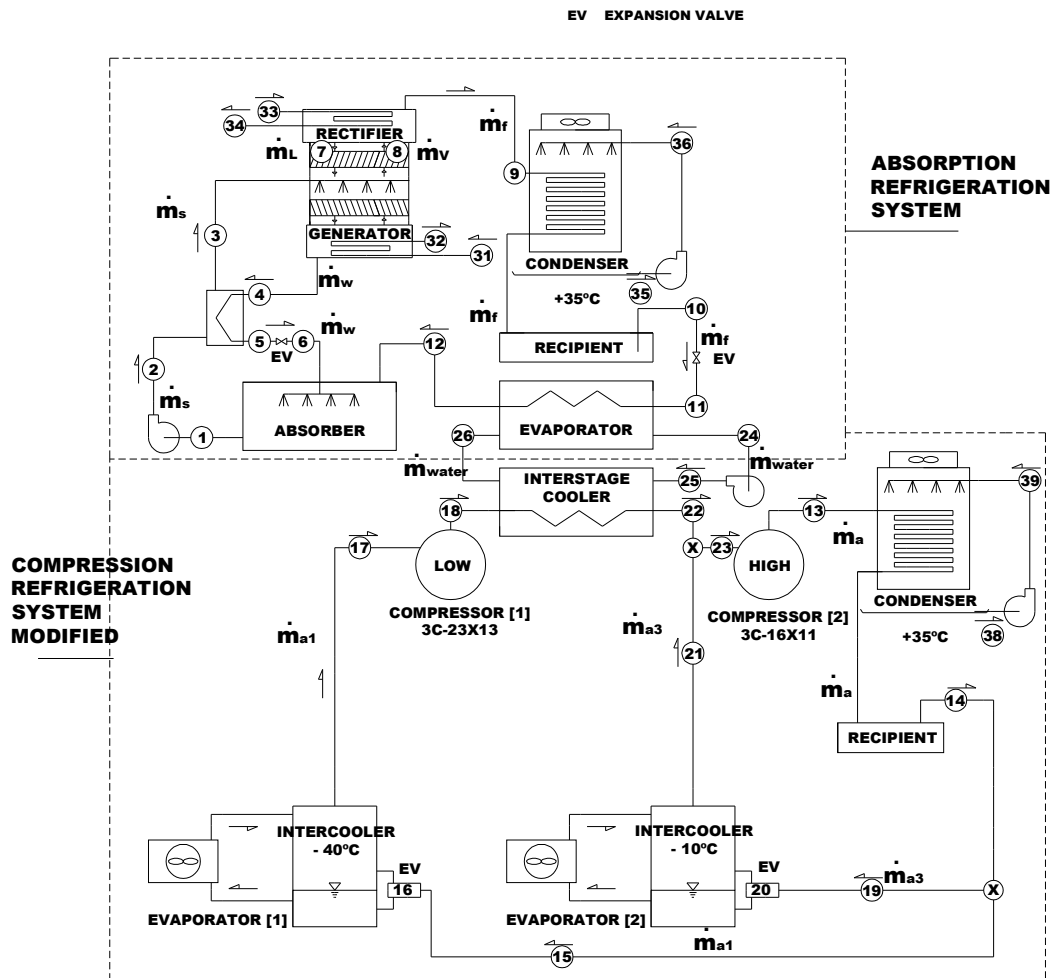 EV EXPANSION VALVE
33
34
RECTIFIER
ṁL
7
8
ṁV
ṁf
9
36
ABSORPTION
REFRIGERATION
SYSTEM
ṁs
3
GENERATOR
32
31
CONDENSER
35
+35ºC
ṁw
4
ṁf
10
ṁw
5
6
EV
12
RECIPIENT
ṁf
EV
2
ṁs
1
ABSORBER
11
EVAPORATOR
26
24
ṁwater
ṁwater
INTERSTAGE
COOLER
25
18
22
13
39
17
LOW
X
23
HIGH
ṁa
COMPRESSION
REFRIGERATION
SYSTEM
MODIFIED
COMPRESSOR [1]
3C-23X13
COMPRESSOR [2]
3C-16X11
CONDENSER
+35ºC
38
ṁa1
ṁa3
21
ṁa
14
RECIPIENT
INTERCOOLER
- 40ºC
EV
16
EVAPORATOR [1]
INTERCOOLER
- 10ºC
EV
20
ṁa3
19
X
EVAPORATOR [2]
ṁa1
15